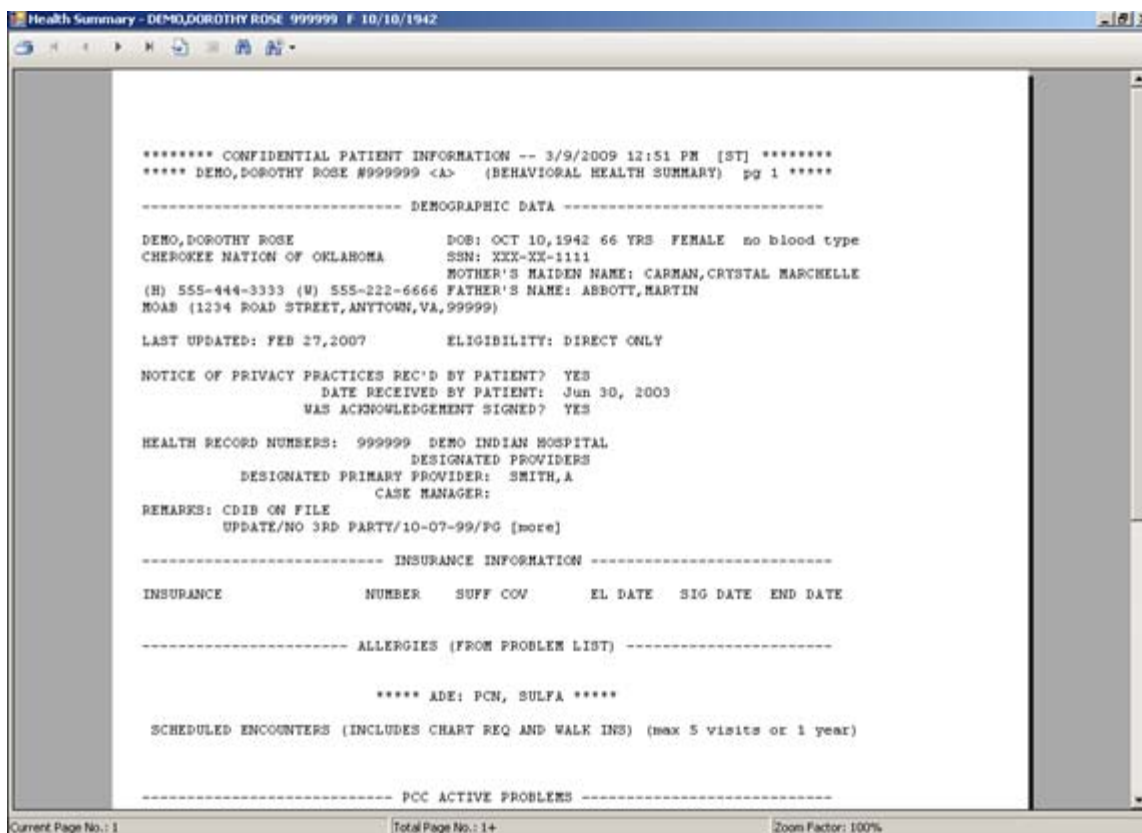 Health Summary - DEMO,DOROTHY ROSE 999999 F 10/10/1942
******** CONFIDENTIAL PATIENT INFORMATION -- 3/9/2009 12:51 PM [ST] ********
***** DEMO,DOROTHY ROSE #999999 <A> (BEHAVIORAL HEALTH SUMMARY) pg 1 *****
----------------------------- DEMOGRAPHIC DATA -----------------------------
DEMO,DOROTHY ROSE DOB: OCT 10,1942 66 YRS FEMALE no blood type
CHEROKEE NATION OF OKLAHOMA SSN: XXX-XX-1111
MOTHER'S MAIDEN NAME: CARMAN,CRYSTAL MARCHELLE
(H) 555-444-3333 (W) 555-222-6666 FATHER'S NAME: ABBOTT,MARTIN
MOAB (1234 ROAD STREET,ANYTOWN,VA,99999)
LAST UPDATED: FEB 27,2007 ELIGIBILITY: DIRECT ONLY
NOTICE OF PRIVACY PRACTICES REC'D BY PATIENT? YES
DATE RECEIVED BY PATIENT: Jun 30, 2003
WAS ACKNOWLEDGEMENT SIGNED? YES
HEALTH RECORD NUMBERS: 999999 DEMO INDIAN HOSPITAL
DESIGNATED PROVIDERS
DESIGNATED PRIMARY PROVIDER: SMITH,A
CASE MANAGER:
REMARKS: CDIB ON FILE
UPDATE/NO 3RD PARTY/10-07-99/PG [more]
--------------------------- INSURANCE INFORMATION ---------------------------
INSURANCE NUMBER SUFF COV EL DATE SIG DATE END DATE
----------------------- ALLERGIES (FROM PROBLEM LIST) -----------------------
***** ADE: PCN, SULFA *****
SCHEDULED ENCOUNTERS (INCLUDES CHART REQ AND WALK INS) (max 5 visits or 1 year)
---------------------------- PCC ACTIVE PROBLEMS ----------------------------
Current Page No.: 1 Total Page No.: 1+ Zoom Factor: 100%